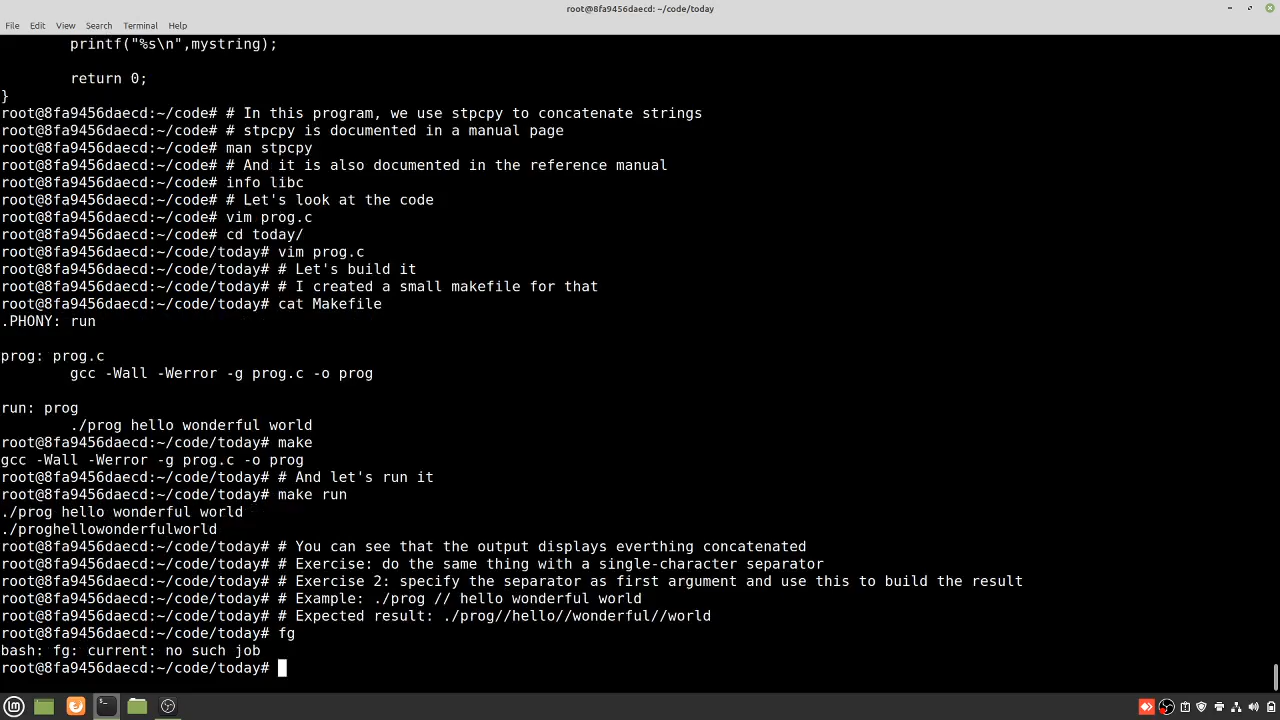 root@8fa9456daecd: ~/code/today
File Edit View Search Terminal Help
printf("%s\n",mystring);
return 0;
}
root@8fa9456daecd:~/code# # In this program, we use stpcpy to concatenate strings
root@8fa9456daecd:~/code# # stpcpy is documented in a manual page
root@8fa9456daecd:~/code# man stpcpy
root@8fa9456daecd:~/code# # And it is also documented in the reference manual
root@8fa9456daecd:~/code# info libc
root@8fa9456daecd:~/code# # Let's look at the code
root@8fa9456daecd:~/code# vim prog.c
root@8fa9456daecd:~/code# cd today/
root@8fa9456daecd:~/code/today# vim prog.c
root@8fa9456daecd:~/code/today# # Let's build it
root@8fa9456daecd:~/code/today# # I created a small makefile for that
root@8fa9456daecd:~/code/today# cat Makefile
.PHONY: run
prog: prog.c
gcc -Wall -Werror -g prog.c -o prog
run: prog
./prog hello wonderful world
root@8fa9456daecd:~/code/today# make
gcc -Wall -Werror -g prog.c -o prog
root@8fa9456daecd:~/code/today# # And let's run it
root@8fa9456daecd:~/code/today# make run
./prog hello wonderful world
./proghellowonderfulworld
root@8fa9456daecd:~/code/today# # You can see that the output displays everthing concatenated
root@8fa9456daecd:~/code/today# # Exercise: do the same thing with a single-character separator
root@8fa9456daecd:~/code/today# # Exercise 2: specify the separator as first argument and use this to build the result
root@8fa9456daecd:~/code/today# # Example: ./prog // hello wonderful world
root@8fa9456daecd:~/code/today# # Expected result: ./prog//hello//wonderful//world
root@8fa9456daecd:~/code/today# fg
bash: fg: current: no such job
root@8fa9456daecd:~/code/today#